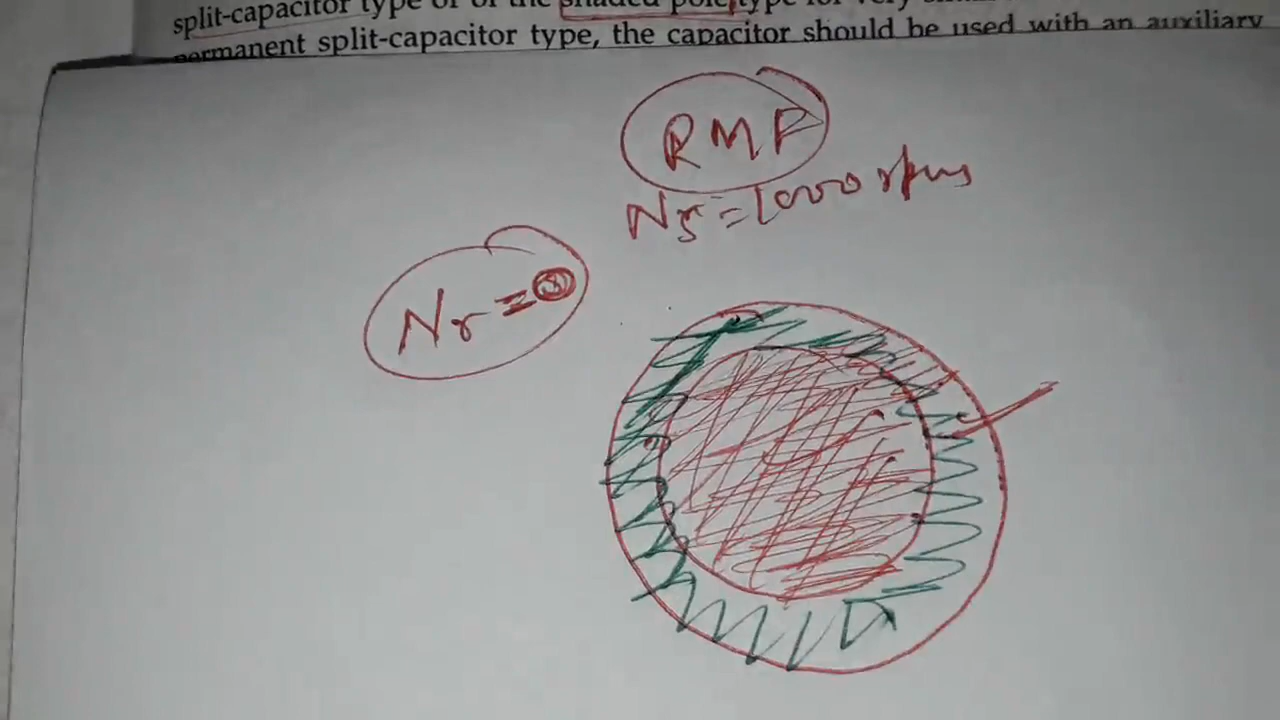 split-capacitor type or of the shaded pole type for very
permanent split-capacitor type, the capacitor should be used with an auxiliary
RMF
Ns = 1000 rpm
Nr =